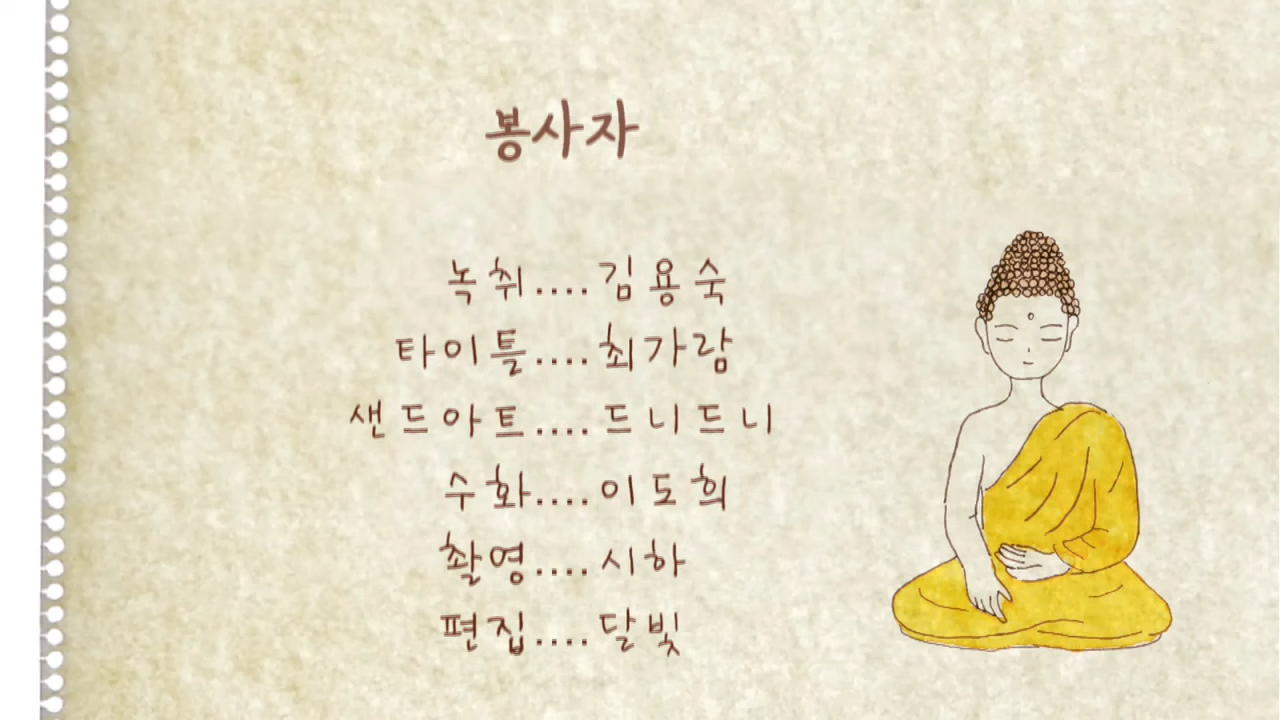 봉사자
녹취....김용숙
타이틀....최가람
샌드아트....드니드니
수화....이도희
촬영....시하
편집....달빛